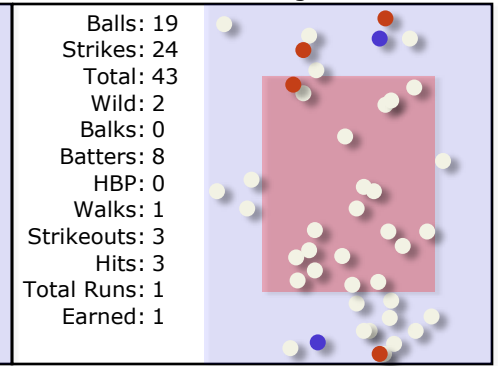 Balls: 19
Strikes: 24
Total: 43
Wild: 2
Balks: 0
Batters: 8
HBP: 0
Walks: 1
Strikeouts: 3
Hits: 3
Total Runs: 1
Earned: 1